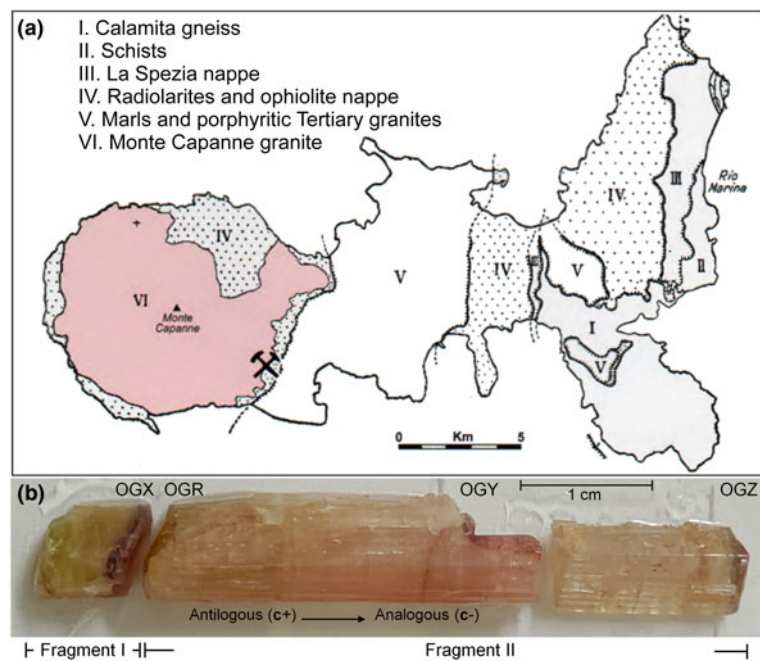 (a)
I. Calamita gneiss
II. Schists
III. La Spezia nappe
IV. Radiolarites and ophiolite nappe
V. Marls and porphyritic Tertiary granites
VI. Monte Capanne granite
IV
III
Rio
Marina
IV
VI
V
IV
V
II
Monte
Capanne
I
V
0 Km 5
(b)
OGX OGR OGY OGZ
1 cm
Antilogous (c+) Analogous (c-)
Fragment I Fragment II